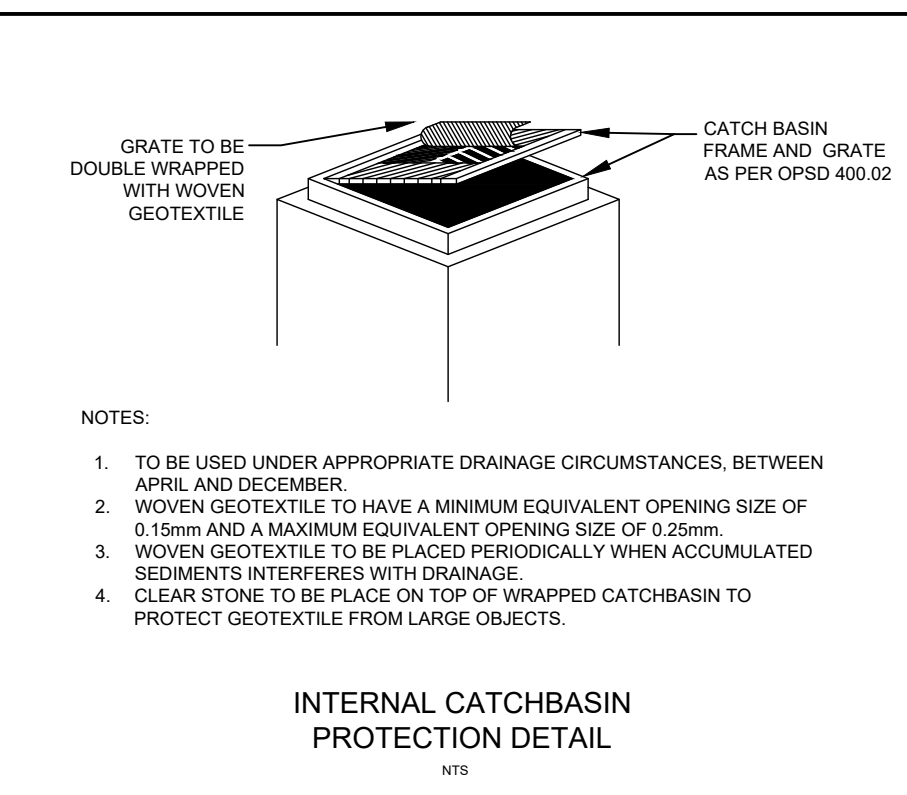 GRATE TO BE
DOUBLE WRAPPED
WITH WOVEN
GEOTEXTILE
CATCH BASIN
FRAME AND GRATE
AS PER OPSD 400.02
NOTES:
1. TO BE USED UNDER APPROPRIATE DRAINAGE CIRCUMSTANCES, BETWEEN
APRIL AND DECEMBER.
2. WOVEN GEOTEXTILE TO HAVE A MINIMUM EQUIVALENT OPENING SIZE OF
0.15mm AND A MAXIMUM EQUIVALENT OPENING SIZE OF 0.25mm.
3. WOVEN GEOTEXTILE TO BE PLACED PERIODICALLY WHEN ACCUMULATED
SEDIMENTS INTERFERES WITH DRAINAGE.
4. CLEAR STONE TO BE PLACE ON TOP OF WRAPPED CATCHBASIN TO
PROTECT GEOTEXTILE FROM LARGE OBJECTS.
INTERNAL CATCHBASIN
PROTECTION DETAIL
NTS